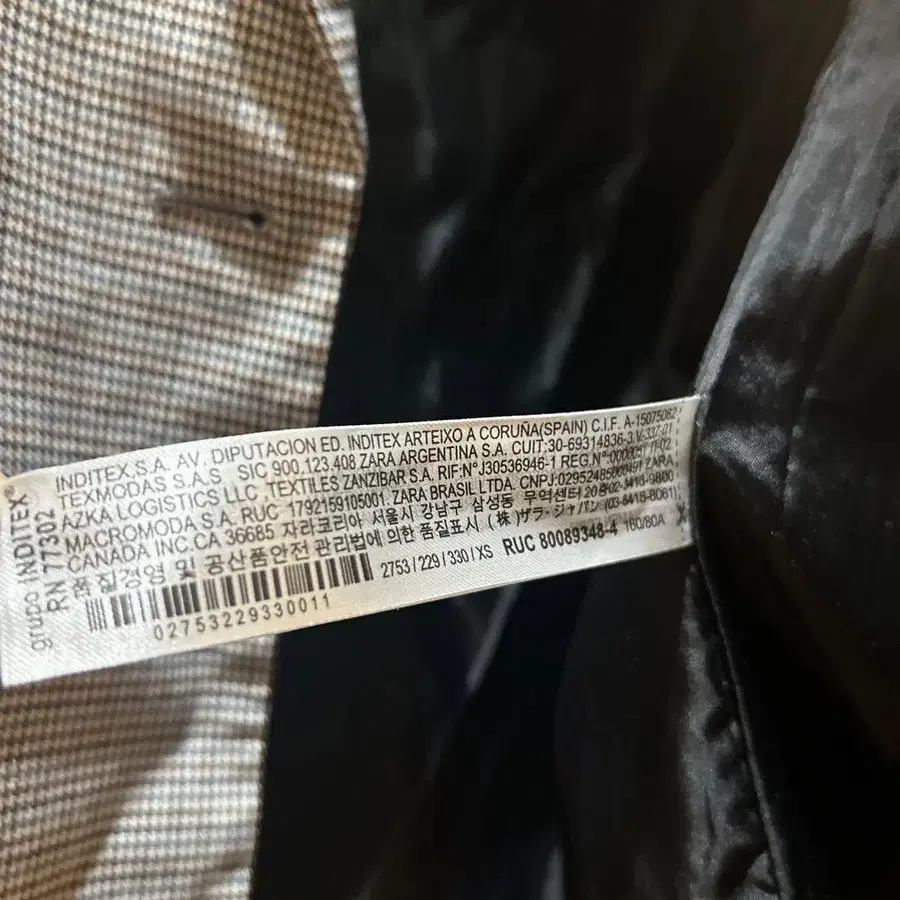 grupo INDITEX®
RN 77302
INDITEX S.A. AV. DIPUTACION ED. INDITEX ARTEIXO A CORUÑA(SPAIN) C.I.F. A-15075062
TEXMODAS S.A.S. SIC 900.123.408 ZARA ARGENTINA S.A. CUIT:30-69314836-3
AZKA LOGISTICS LLC ,TEXTILES ZANZIBAR S.A. RIF:N°J30536946-1 REG.N°
MACROMODA S.A. RUC 1792159105001. ZARA BRASIL LTDA. CNPJ: ZARA
CANADA INC. CA 36685 자라코리아 서울시 강남구 삼성동 무역센터
품질경영 및 공산품안전 관리법에 의한 품질표시 (株)ザラ・ジャパン (03-6418-8061)
2753/229/330/XS RUC 80089348-4 160/80A
02753229330011